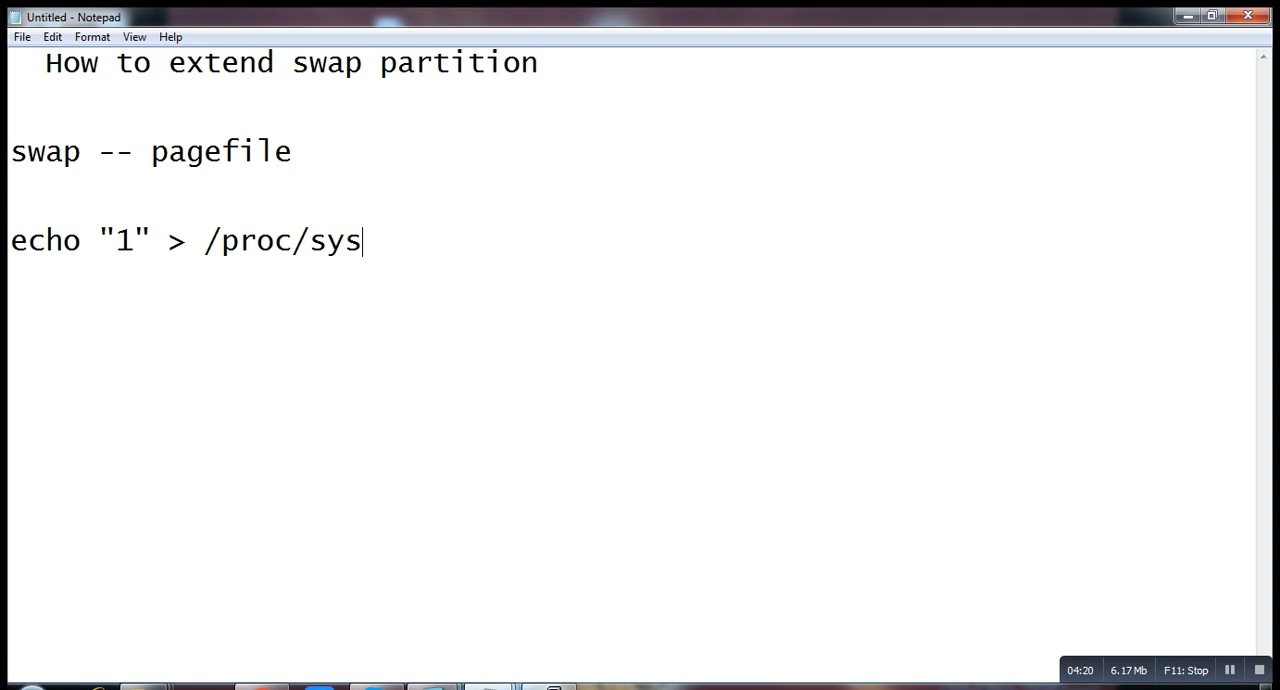 Untitled - Notepad
File Edit Format View Help
How to extend swap partition
swap -- pagefile
echo "1" > /proc/sys
04:20 6.17 Mb F11: Stop